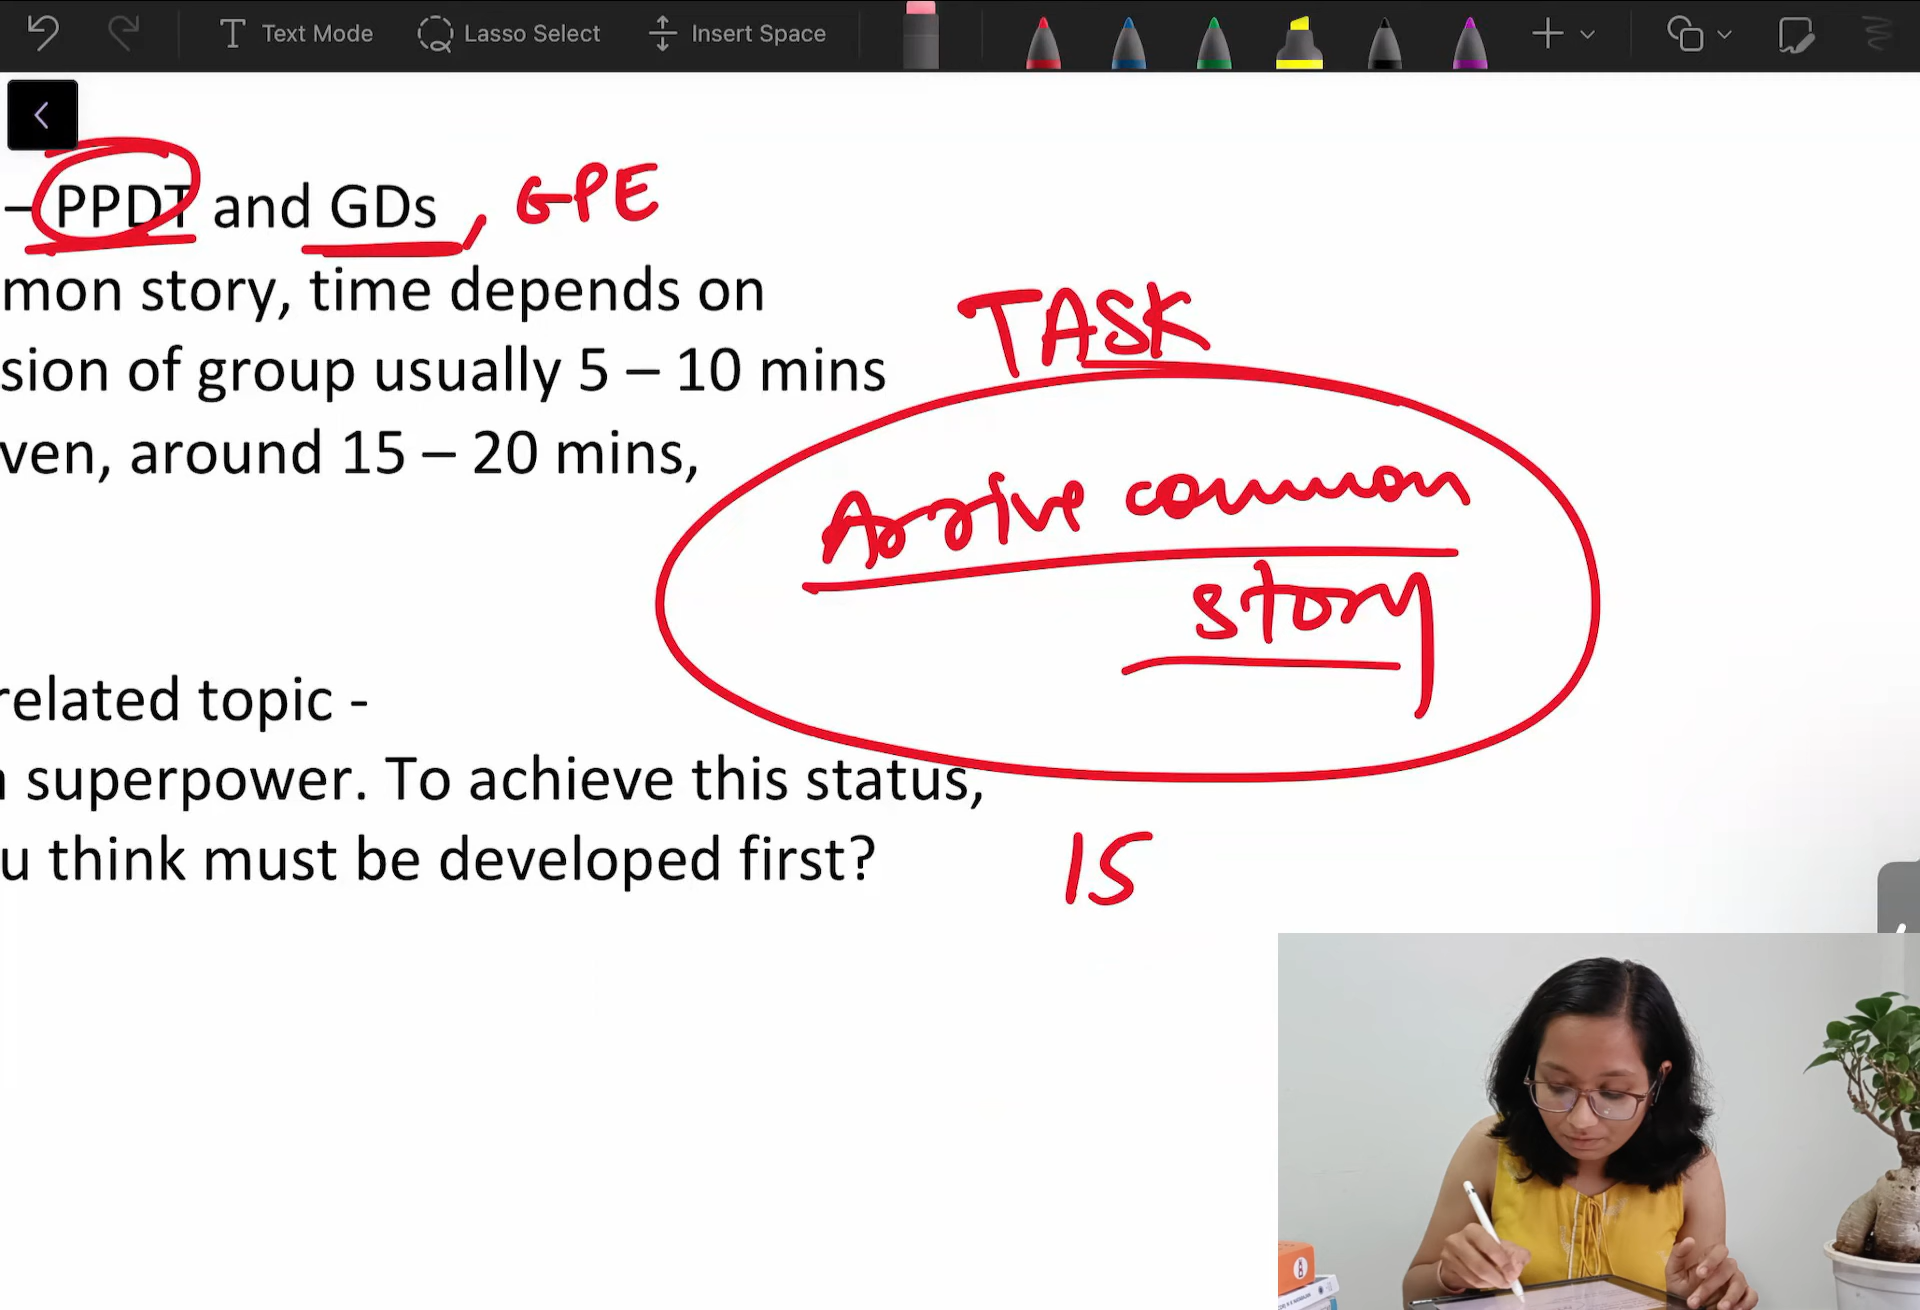 Text Mode Lasso Select Insert Space
– PPDT and GDs , GPE
mon story, time depends on
TASK
sion of group usually 5 – 10 mins
ven, around 15 – 20 mins,
Arrive common
story
related topic -
superpower. To achieve this status,
u think must be developed first?
15
8